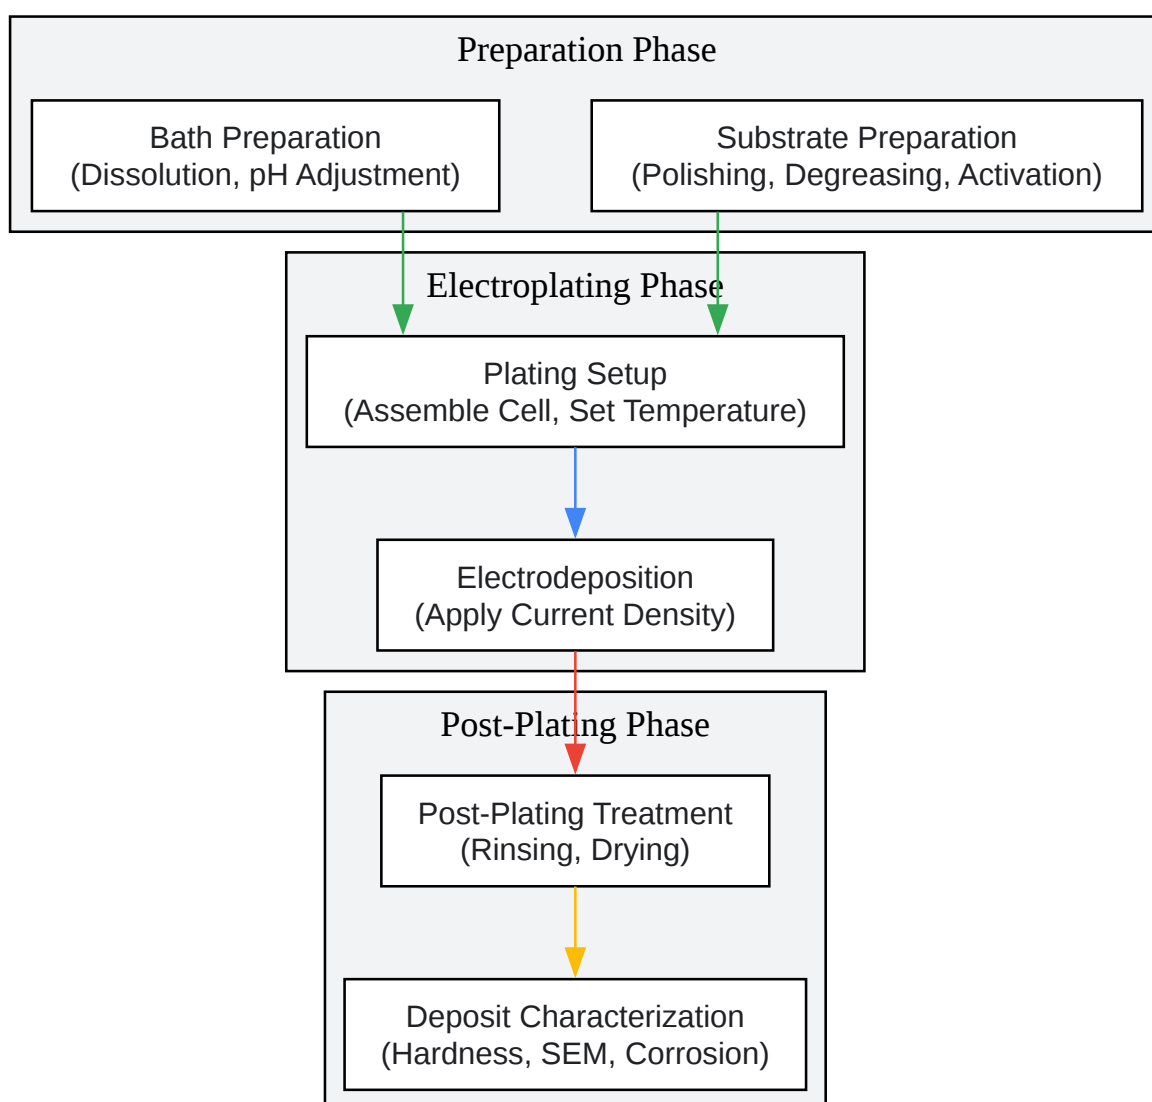 Preparation Phase
Bath Preparation
(Dissolution, pH Adjustment)
Substrate Preparation
(Polishing, Degreasing, Activation)
Electroplating Phase
Plating Setup
(Assemble Cell, Set Temperature)
Electrodeposition
(Apply Current Density)
Post-Plating Phase
Post-Plating Treatment
(Rinsing, Drying)
Deposit Characterization
(Hardness, SEM, Corrosion)